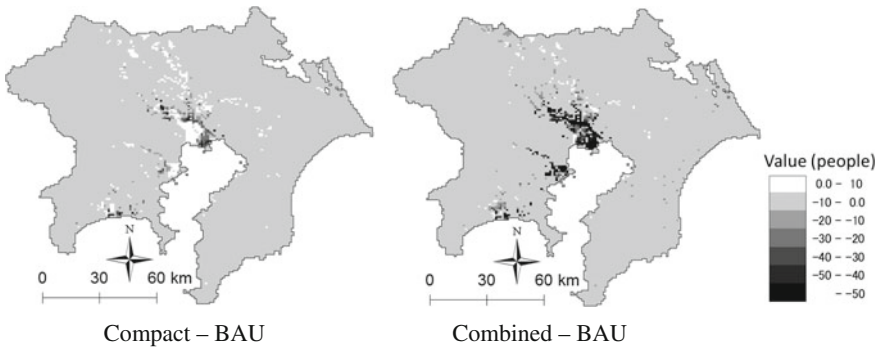 N
0 30 60 km
Compact – BAU
N
0 30 60 km
Combined – BAU
Value (people)
0.0 - 10
-10 - 0.0
-20 - -10
-30 - -20
-40 - -30
-50 - -40
- -50